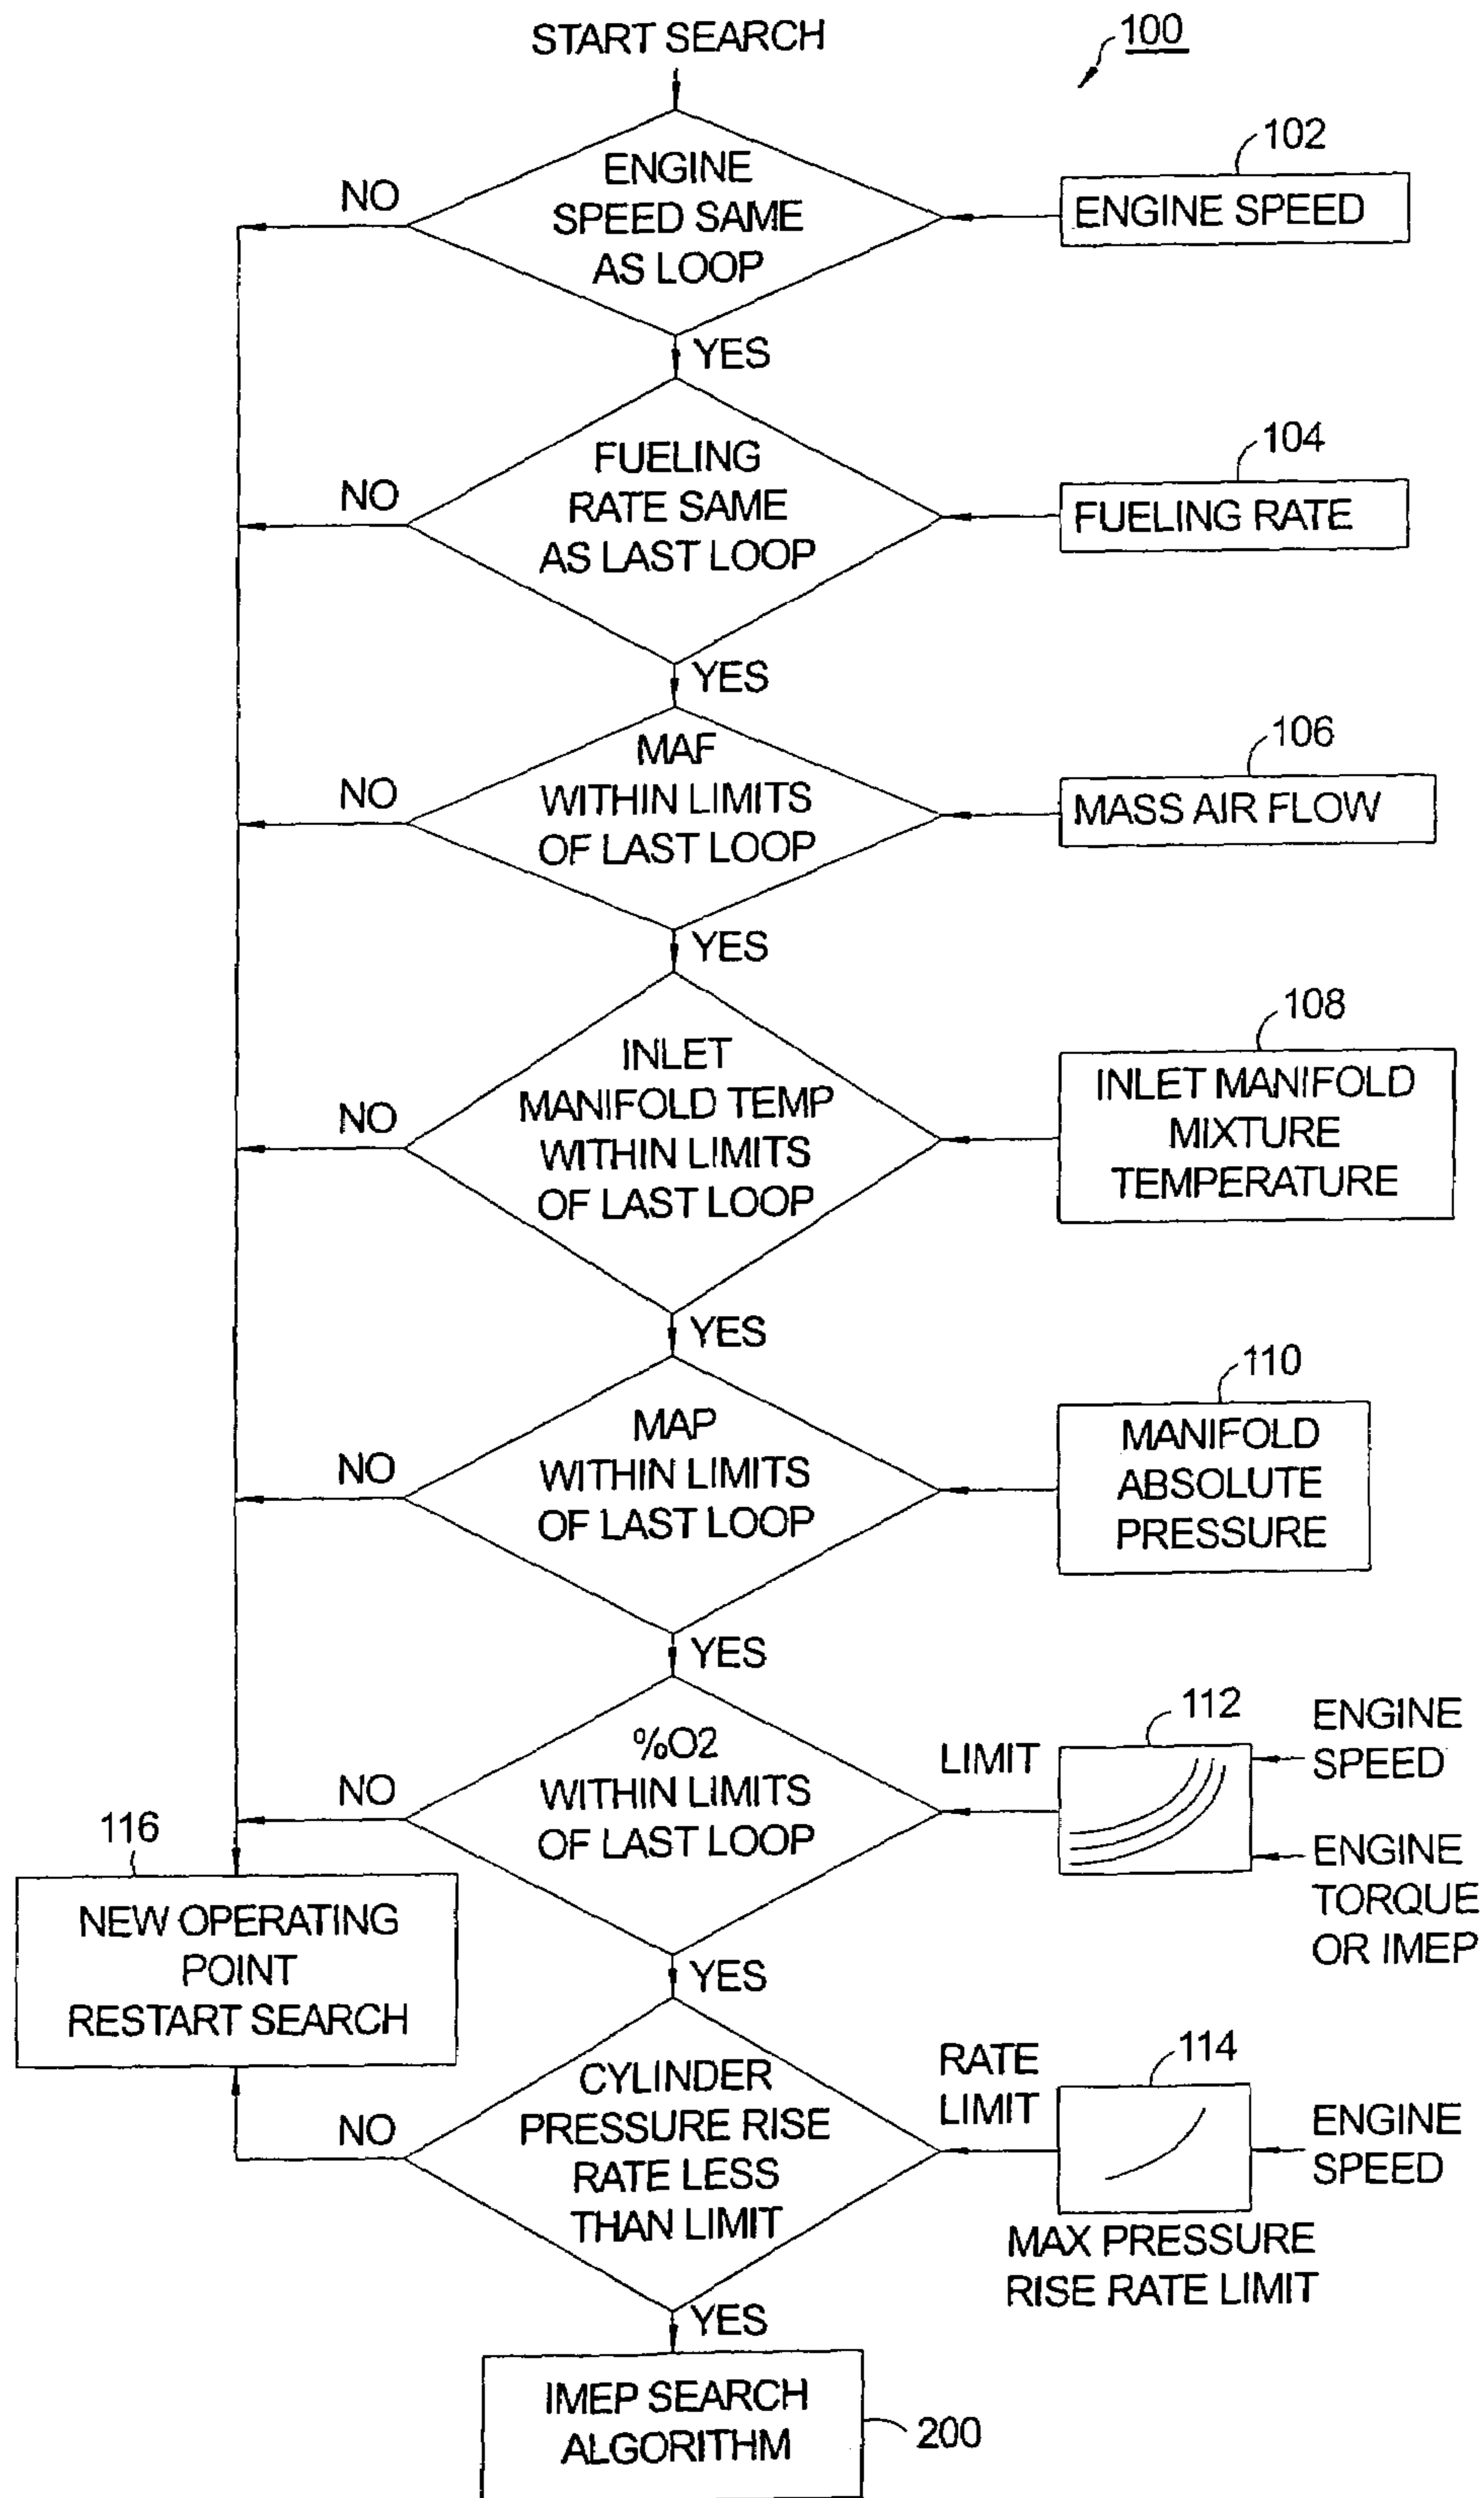 START SEARCH
100
ENGINE
SPEED SAME
AS LOOP
102
ENGINE SPEED
NO
YES
FUELING
RATE SAME
AS LAST LOOP
104
FUELING RATE
NO
YES
MAF
WITHIN LIMITS
OF LAST LOOP
106
MASS AIR FLOW
NO
YES
INLET
MANIFOLD TEMP
WITHIN LIMITS
OF LAST LOOP
108
INLET MANIFOLD
MIXTURE
TEMPERATURE
NO
YES
MAP
WITHIN LIMITS
OF LAST LOOP
110
MANIFOLD
ABSOLUTE
PRESSURE
NO
YES
%O2
WITHIN LIMITS
OF LAST LOOP
LIMIT
112
ENGINE
SPEED
ENGINE
TORQUE
OR IMEP
NO
116
NEW OPERATING
POINT
RESTART SEARCH
YES
CYLINDER
PRESSURE RISE
RATE LESS
THAN LIMIT
RATE
LIMIT
114
ENGINE
SPEED
MAX PRESSURE
RISE RATE LIMIT
NO
YES
IMEP SEARCH
ALGORITHM
200